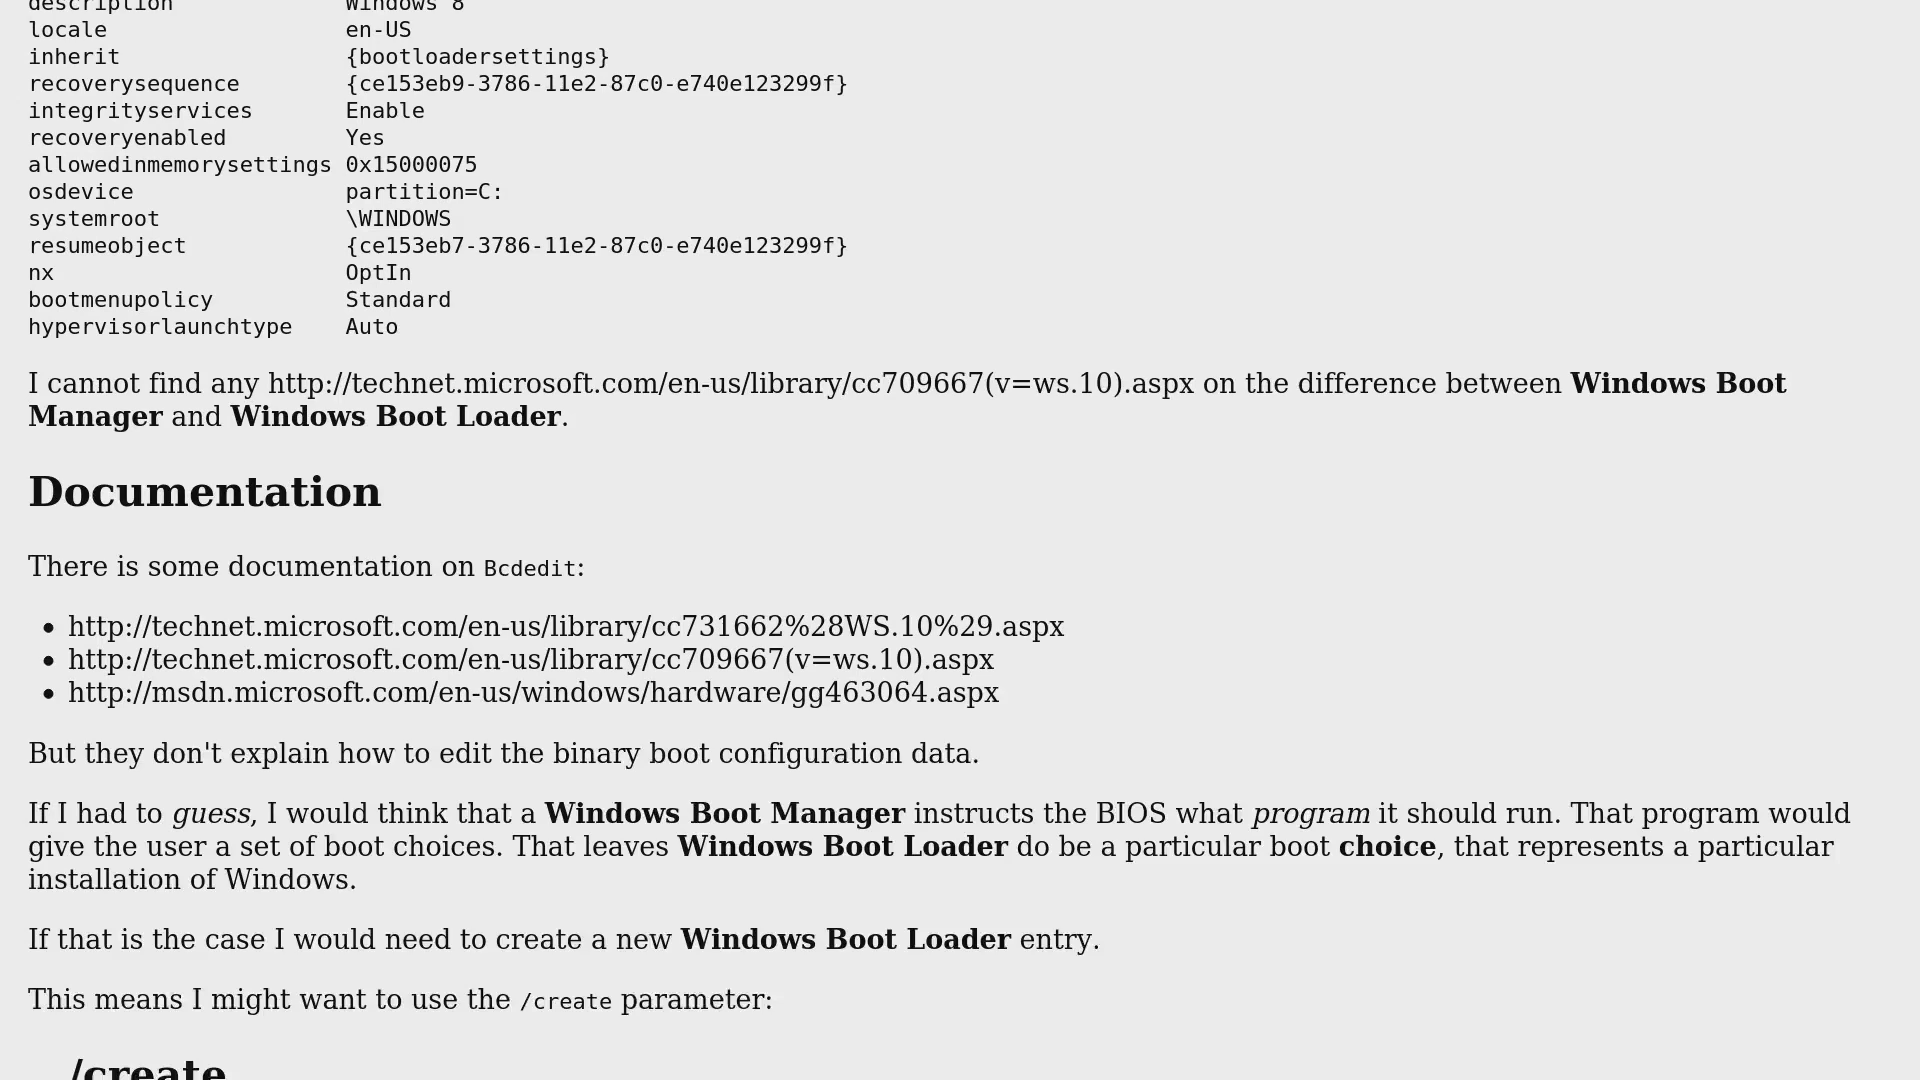 description             Windows 8
locale                  en-US
inherit                 {bootloadersettings}
recoverysequence        {ce153eb9-3786-11e2-87c0-e740e123299f}
integrityservices       Enable
recoveryenabled         Yes
allowedinmemorysettings 0x15000075
osdevice                partition=C:
systemroot              \WINDOWS
resumeobject            {ce153eb7-3786-11e2-87c0-e740e123299f}
nx                      OptIn
bootmenupolicy          Standard
hypervisorlaunchtype    Auto
I cannot find any http://technet.microsoft.com/en-us/library/cc709667(v=ws.10).aspx on the difference between Windows Boot
Manager and Windows Boot Loader.
Documentation
There is some documentation on Bcdedit:
• http://technet.microsoft.com/en-us/library/cc731662%28WS.10%29.aspx
• http://technet.microsoft.com/en-us/library/cc709667(v=ws.10).aspx
• http://msdn.microsoft.com/en-us/windows/hardware/gg463064.aspx
But they don't explain how to edit the binary boot configuration data.
If I had to guess, I would think that a Windows Boot Manager instructs the BIOS what program it should run. That program would
give the user a set of boot choices. That leaves Windows Boot Loader do be a particular boot choice, that represents a particular
installation of Windows.
If that is the case I would need to create a new Windows Boot Loader entry.
This means I might want to use the /create parameter:
/create